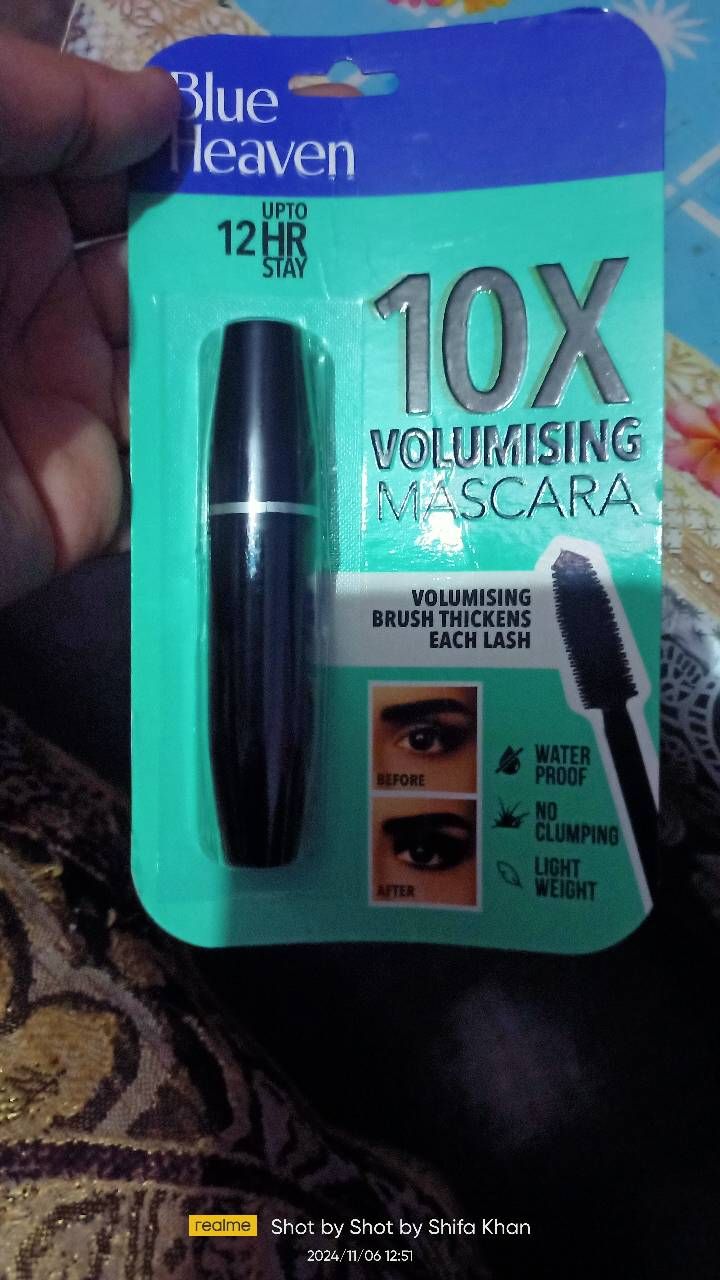 Blue
Heaven
UPTO
12 HR
STAY
10X
VOLUMISING
MASCARA
VOLUMISING
BRUSH THICKENS
EACH LASH
BEFORE
AFTER
WATER
PROOF
NO
CLUMPING
LIGHT
WEIGHT
realme Shot by Shot by Shifa Khan
2024/11/06 12:51